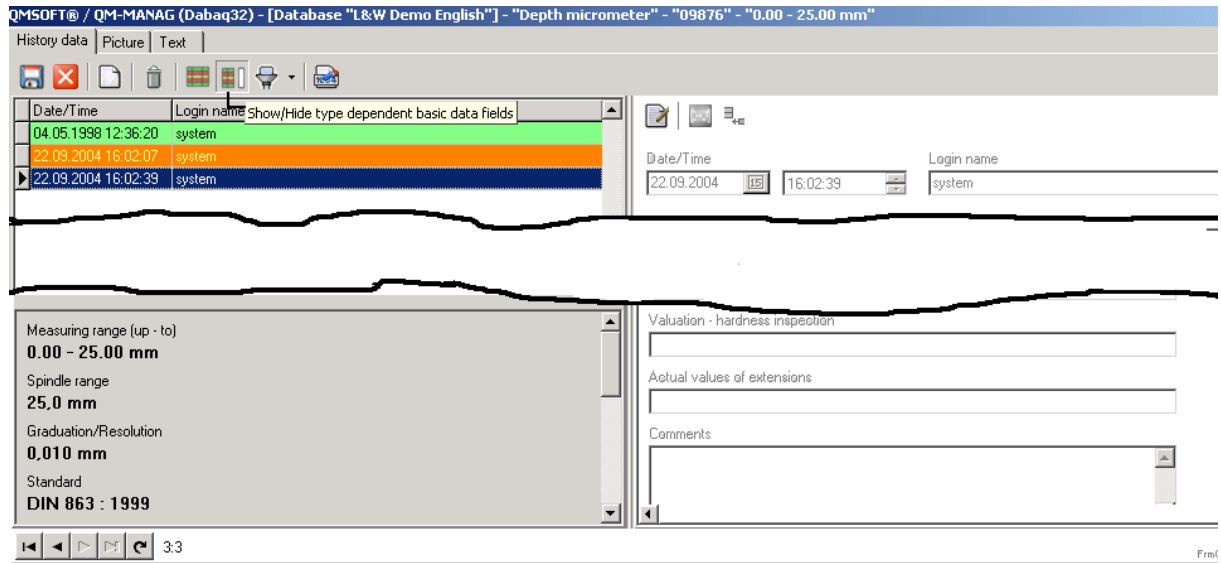 QMSOFT® / QM-MANAG (Dabaq32) - [Database "L&W Demo English"] - "Depth micrometer" - "09876" - "0.00 - 25.00 mm"
History data Picture Text
Date/Time Login name
Show/Hide type dependent basic data fields
04.05.1998 12:36:20 system
22.09.2004 16:02:07 system
22.09.2004 16:02:39 system
Date/Time Login name
22.09.2004 15 16:02:39 system
Measuring range (up - to)
0.00 - 25.00 mm
Spindle range
25,0 mm
Graduation/Resolution
0,010 mm
Standard
DIN 863 : 1999
Valuation - hardness inspection
Actual values of extensions
Comments
3:3